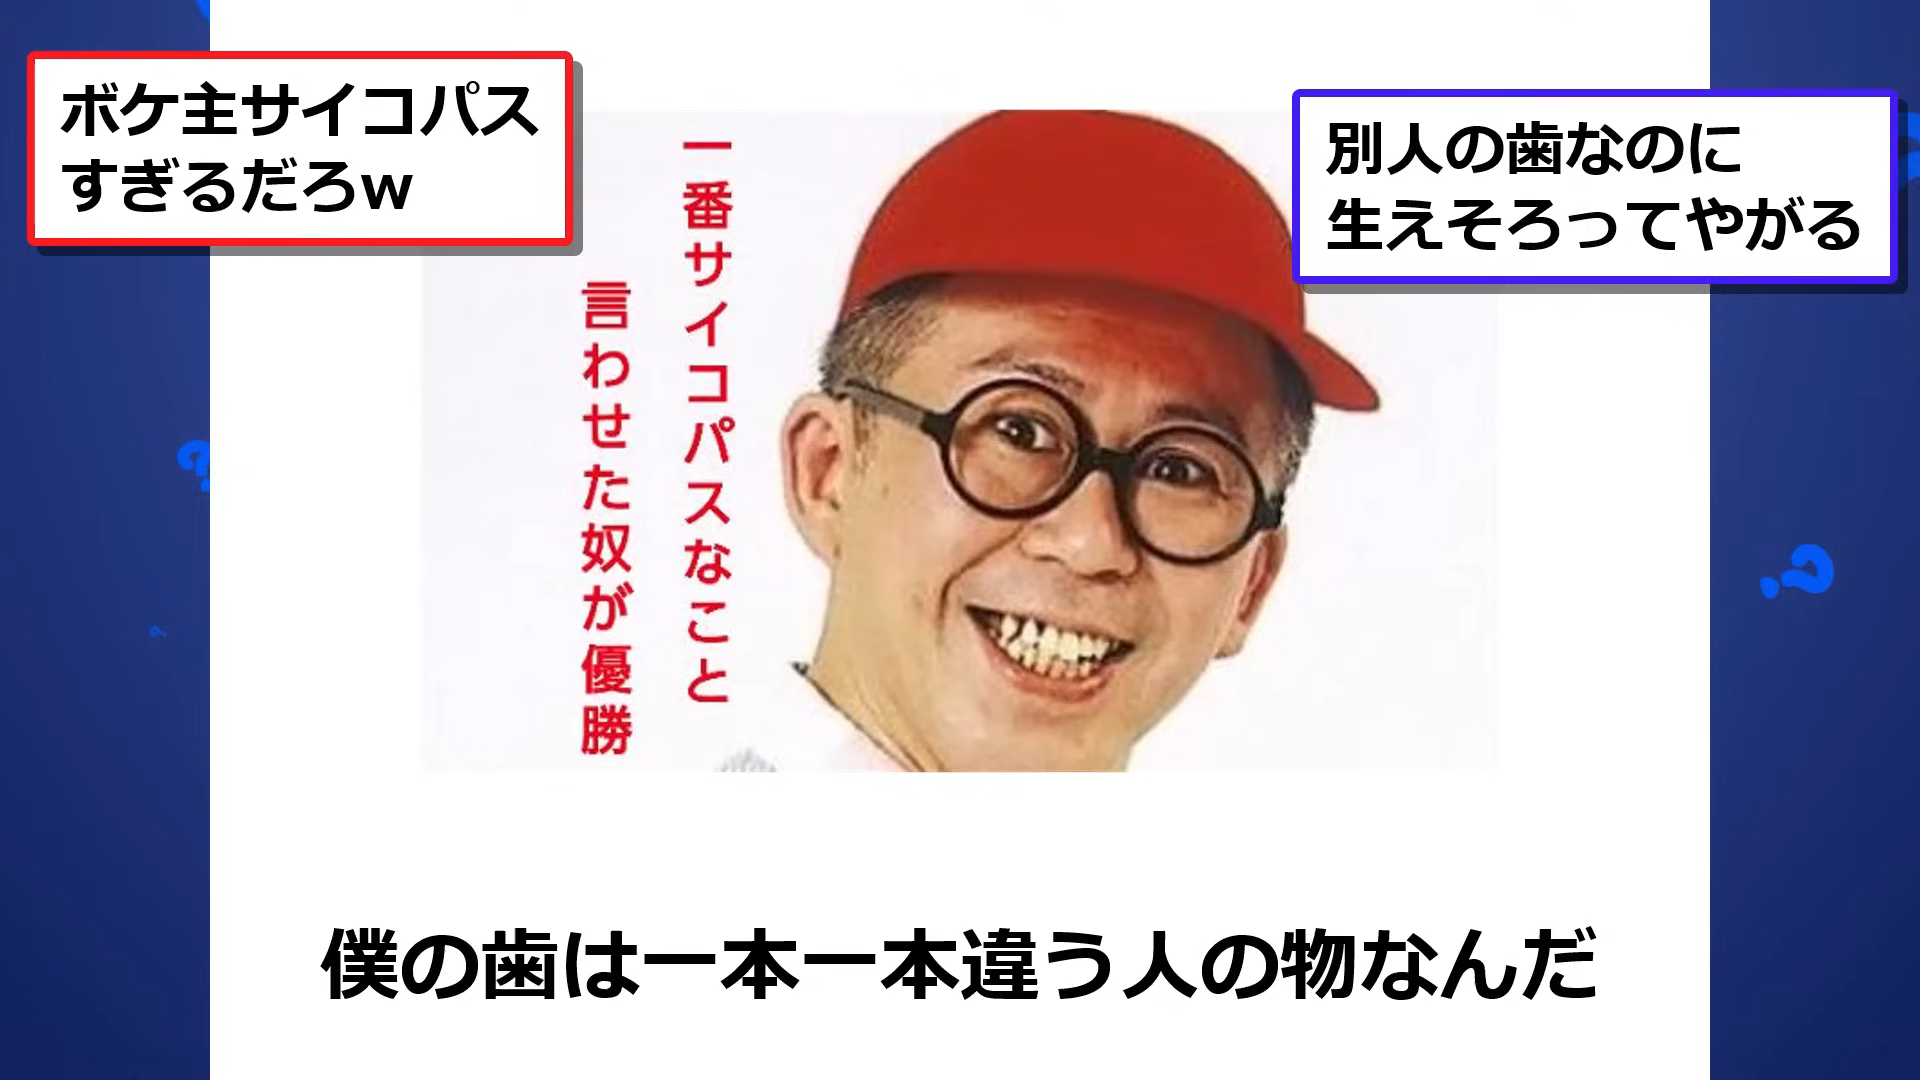 ボケ主サイコパス
すぎるだろw
別人の歯なのに
生えそろってやがる
一番サイコパスなこと
言わせた奴が優勝
僕の歯は一本一本違う人の物なんだ